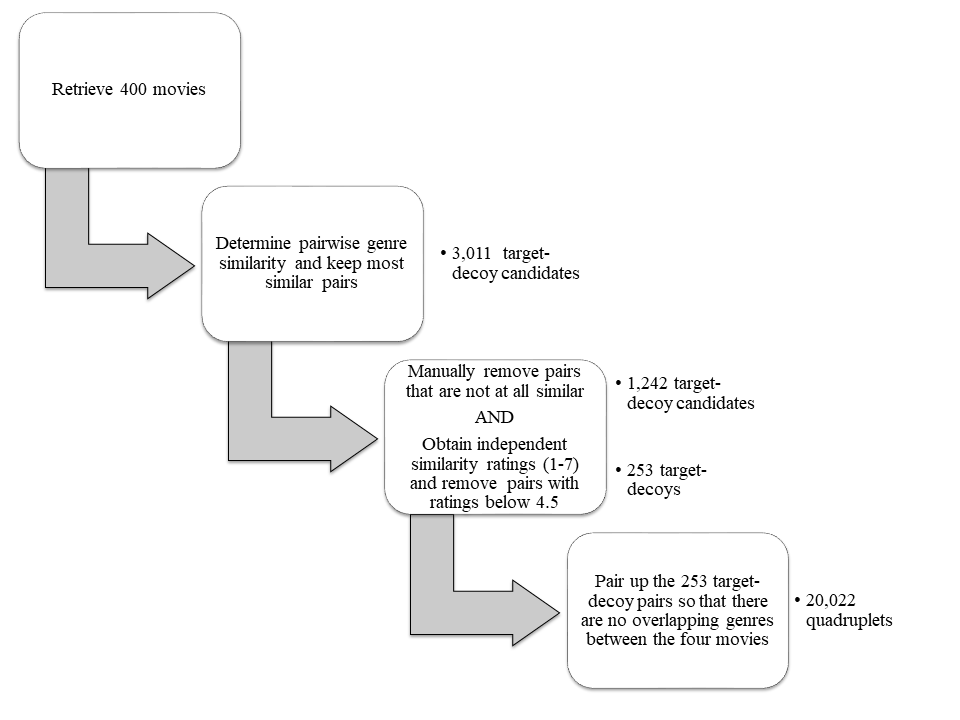 Retrieve 400 movies
Determine pairwise genre
similarity and keep most
similar pairs
• 3,011 target-
decoy candidates
Manually remove pairs
that are not at all similar
AND
Obtain independent
similarity ratings (1-7)
and remove pairs with
ratings below 4.5
• 1,242 target-
decoy candidates
• 253 target-
decoys
Pair up the 253 target-
decoy pairs so that there
are no overlapping genres
between the four movies
• 20,022
quadruplets